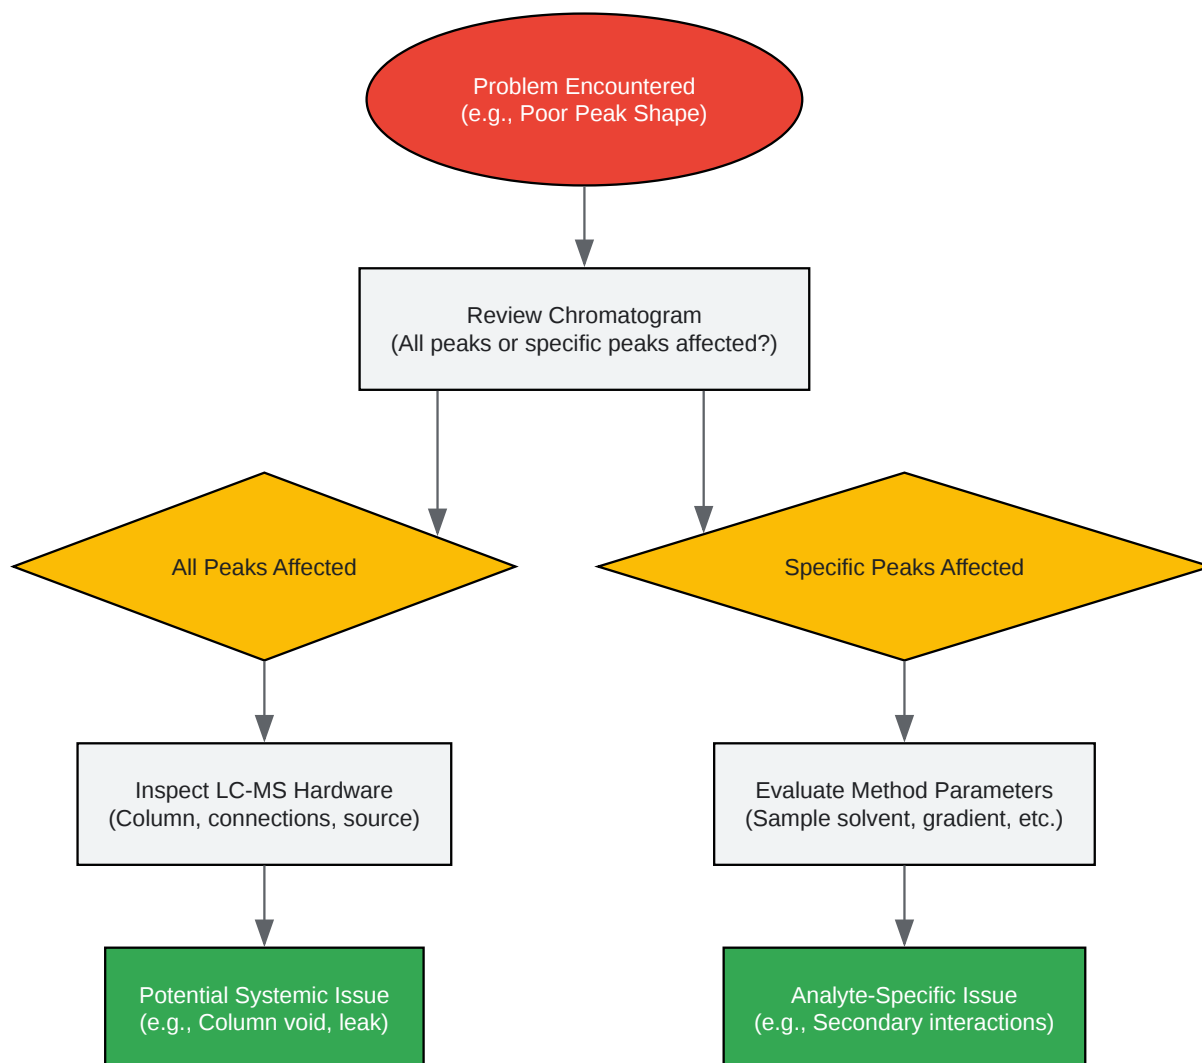 Problem Encountered
(e.g., Poor Peak Shape)
Review Chromatogram
(All peaks or specific peaks affected?)
All Peaks Affected
Specific Peaks Affected
Inspect LC-MS Hardware
(Column, connections, source)
Evaluate Method Parameters
(Sample solvent, gradient, etc.)
Potential Systemic Issue
(e.g., Column void, leak)
Analyte-Specific Issue
(e.g., Secondary interactions)